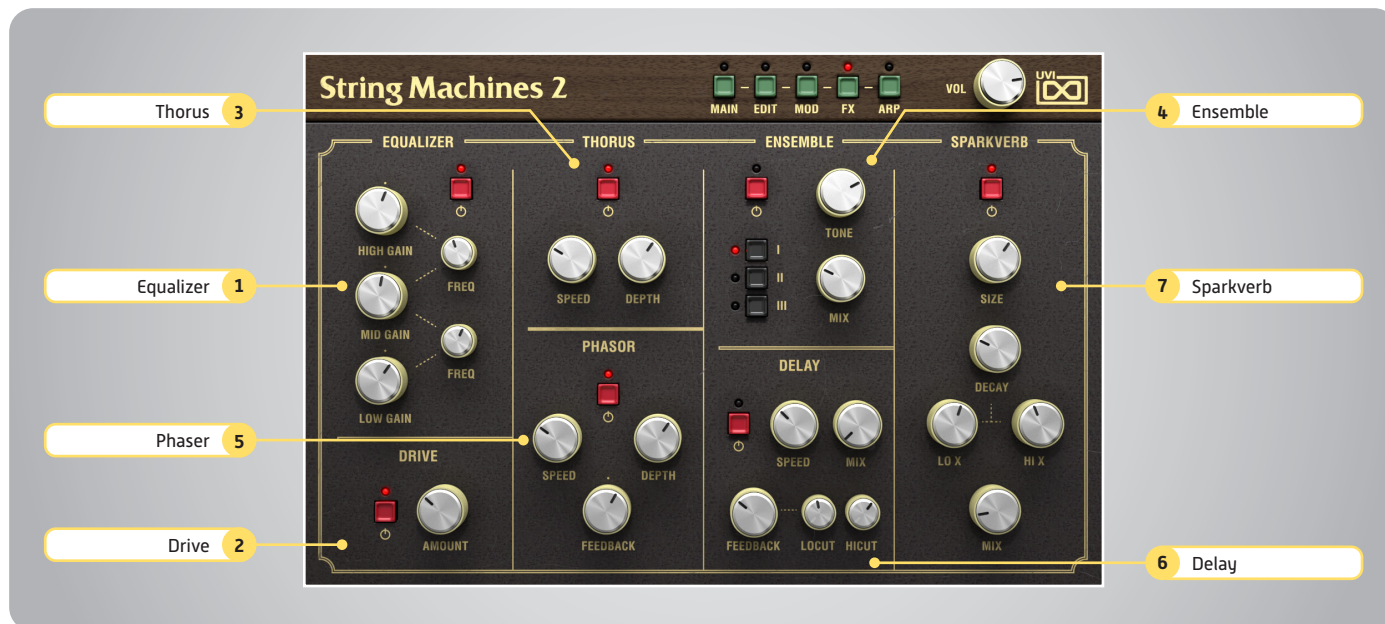 String Machines 2
MAIN EDIT MOD FX ARP
VOL
UVI
Thorus 3
4 Ensemble
EQUALIZER THORUS ENSEMBLE SPARKVERB
HIGH GAIN
FREQ
MID GAIN
FREQ
LOW GAIN
SPEED DEPTH
TONE
I
II
III
MIX
SIZE
Equalizer 1
7 Sparkverb
PHASOR
DELAY
DECAY
Phaser 5
SPEED DEPTH
SPEED MIX
LO X HI X
DRIVE
Drive 2
AMOUNT
FEEDBACK
FEEDBACK LOCUT HICUT
MIX
6 Delay